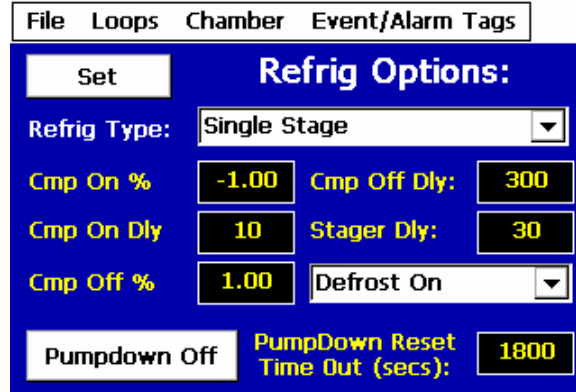 File Loops Chamber Event/Alarm Tags
Set Refrig Options:
Refrig Type: Single Stage
Cmp On % -1.00 Cmp Off Dly: 300
Cmp On Dly 10 Stager Dly: 30
Cmp Off % 1.00 Defrost On
Pumpdown Off PumpDown Reset
Time Out (secs): 1800